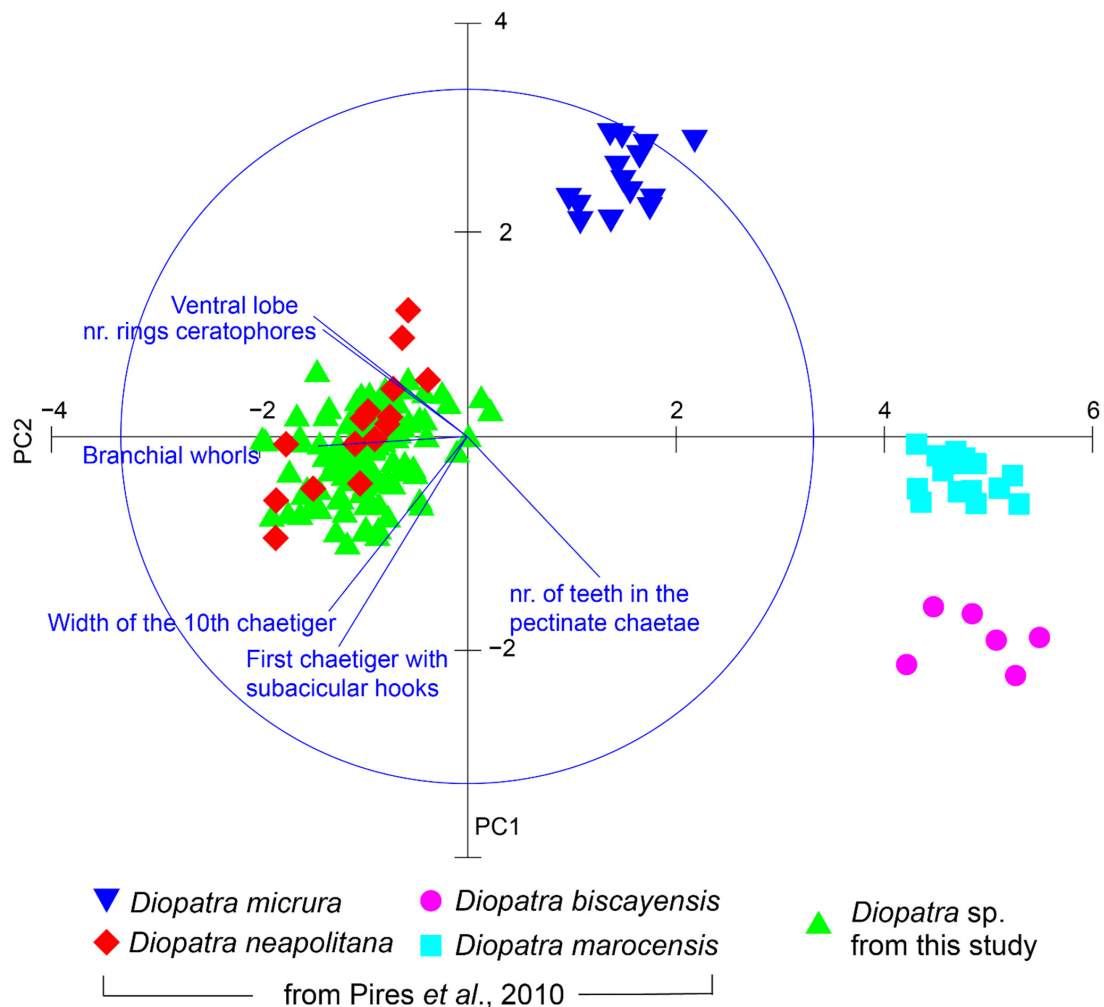 4
2
Ventral lobe
nr. rings ceratophores
−4
−2
2
4
6
PC2
Branchial whorls
nr. of teeth in the
pectinate chaetae
Width of the 10th chaetiger
First chaetiger with
subacicular hooks
−2
PC1
Diopatra micrura
Diopatra biscayensis
Diopatra sp.
from this study
Diopatra neapolitana
Diopatra marocensis
from Pires et al., 2010